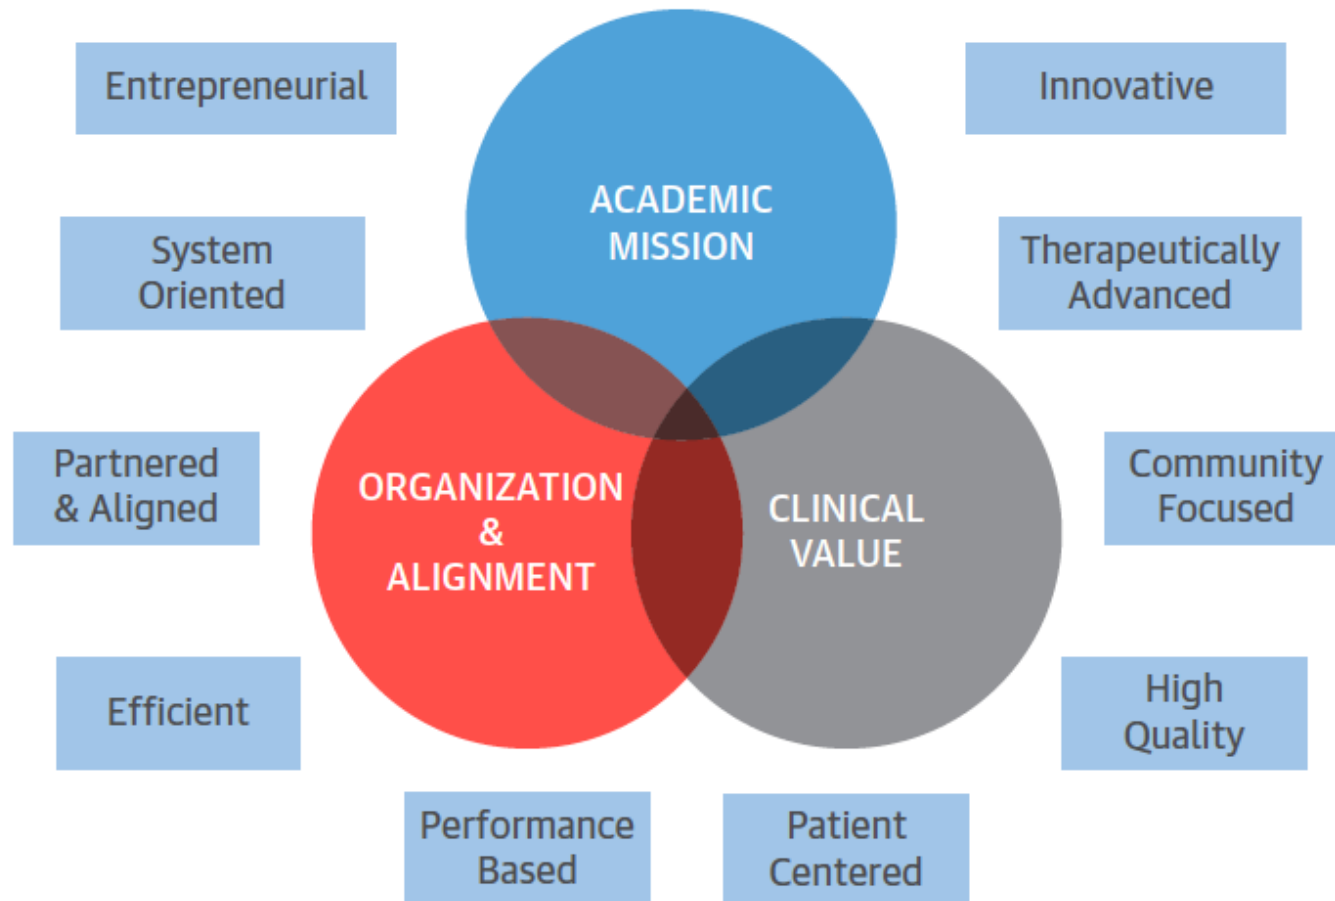 Entrepreneurial
Innovative
ACADEMIC
MISSION
System
Oriented
Therapeutically
Advanced
Partnered
& Aligned
ORGANIZATION
&
ALIGNMENT
CLINICAL
VALUE
Community
Focused
Efficient
High
Quality
Performance
Based
Patient
Centered